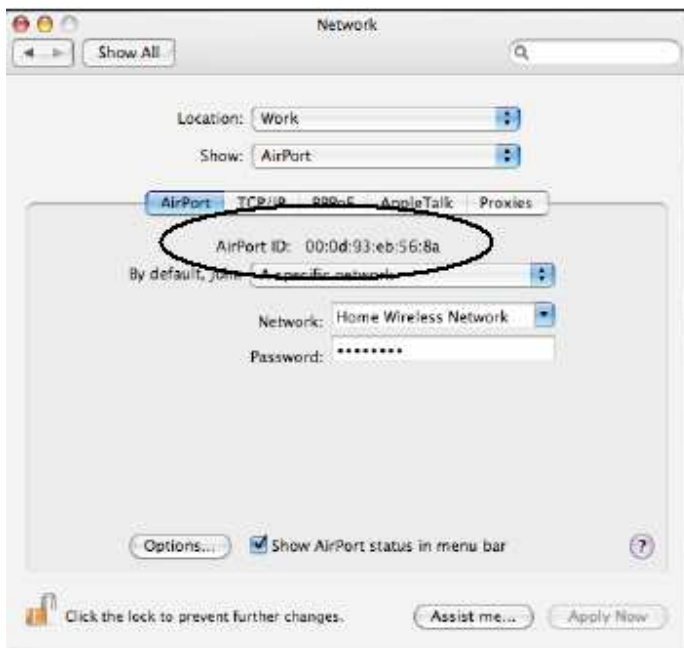 Network
Show All
Location: Work
Show: AirPort
AirPort TCP/IP PPPoE AppleTalk Proxies
AirPort ID: 00:0d:93:eb:56:8a
By default, join: A specific network
Network: Home Wireless Network
Password: ••••••••
Options... Show AirPort status in menu bar ?
Click the lock to prevent further changes. Assist me... Apply Now